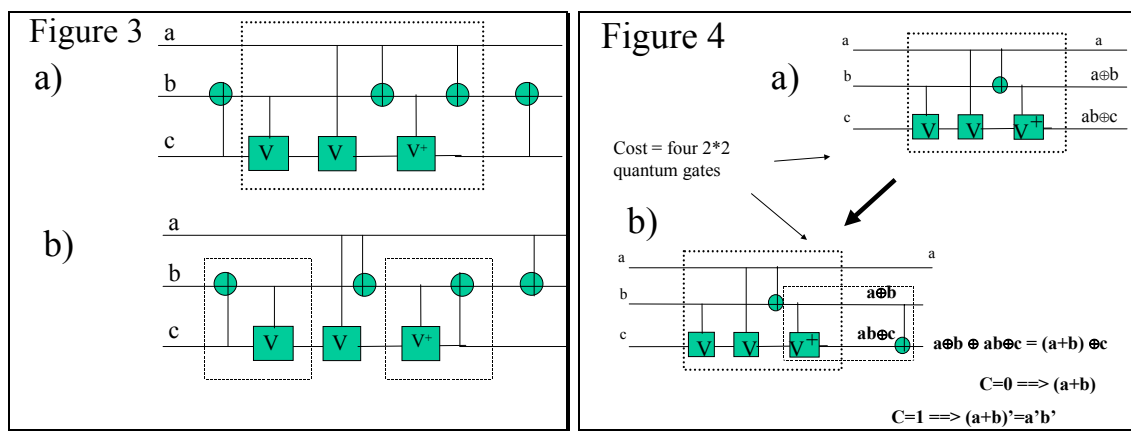 Figure 3
a
a)
b
c
V
V
V+
b)
a
b
c
V
V
V+
Figure 4
a)
a
a
b
a⊕b
c
ab⊕c
V
V
V+
Cost = four 2*2
quantum gates
b)
a
a
b
a⊕b
c
ab⊕c
V
V
V+
a⊕b ⊕ ab⊕c = (a+b) ⊕c
C=0 ==> (a+b)
C=1 ==> (a+b)'=a'b'